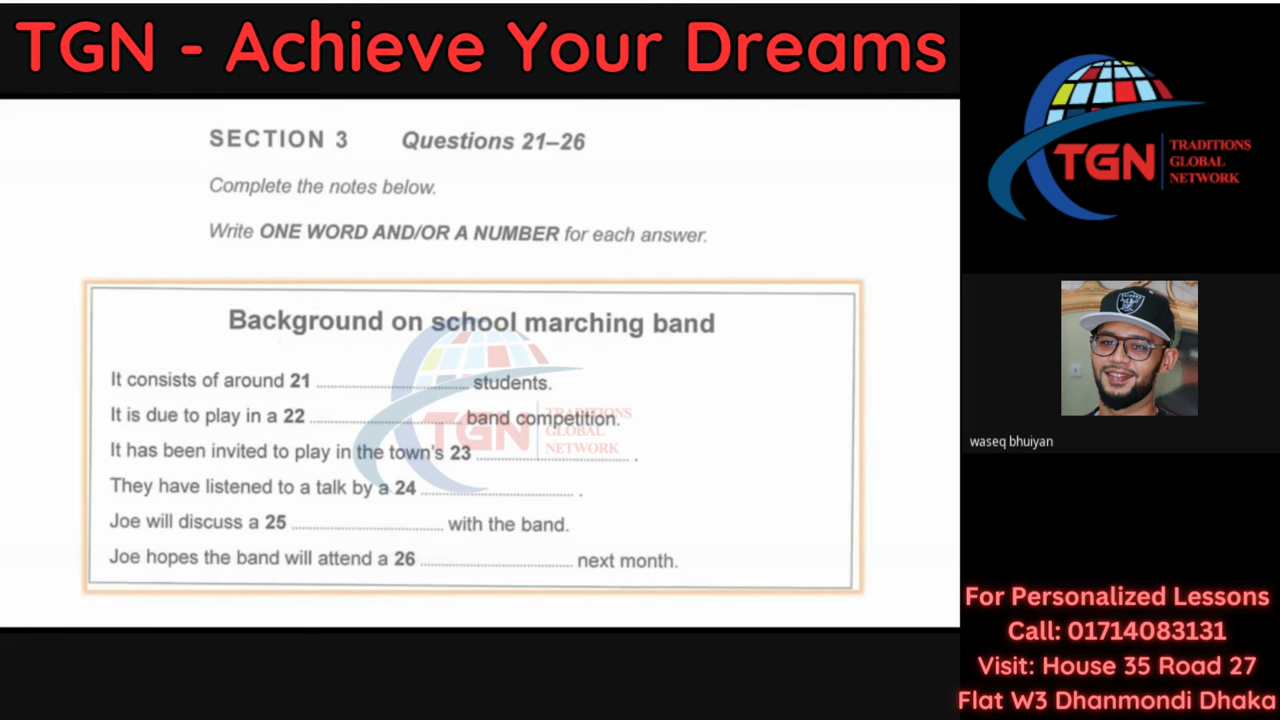 TGN - Achieve Your Dreams
SECTION 3 Questions 21–26
Complete the notes below.
Write ONE WORD AND/OR A NUMBER for each answer.
Background on school marching band
It consists of around 21 ................................ students.
It is due to play in a 22 ................................ band competition.
It has been invited to play in the town's 23 ................................ .
They have listened to a talk by a 24 ................................ .
Joe will discuss a 25 ................................ with the band.
Joe hopes the band will attend a 26 ................................ next month.
TGN
TRADITIONS
GLOBAL
NETWORK
TGN
TRADITIONS
GLOBAL
NETWORK
RAIDERS
waseq bhuiyan
For Personalized Lessons
Call: 01714083131
Visit: House 35 Road 27
Flat W3 Dhanmondi Dhaka